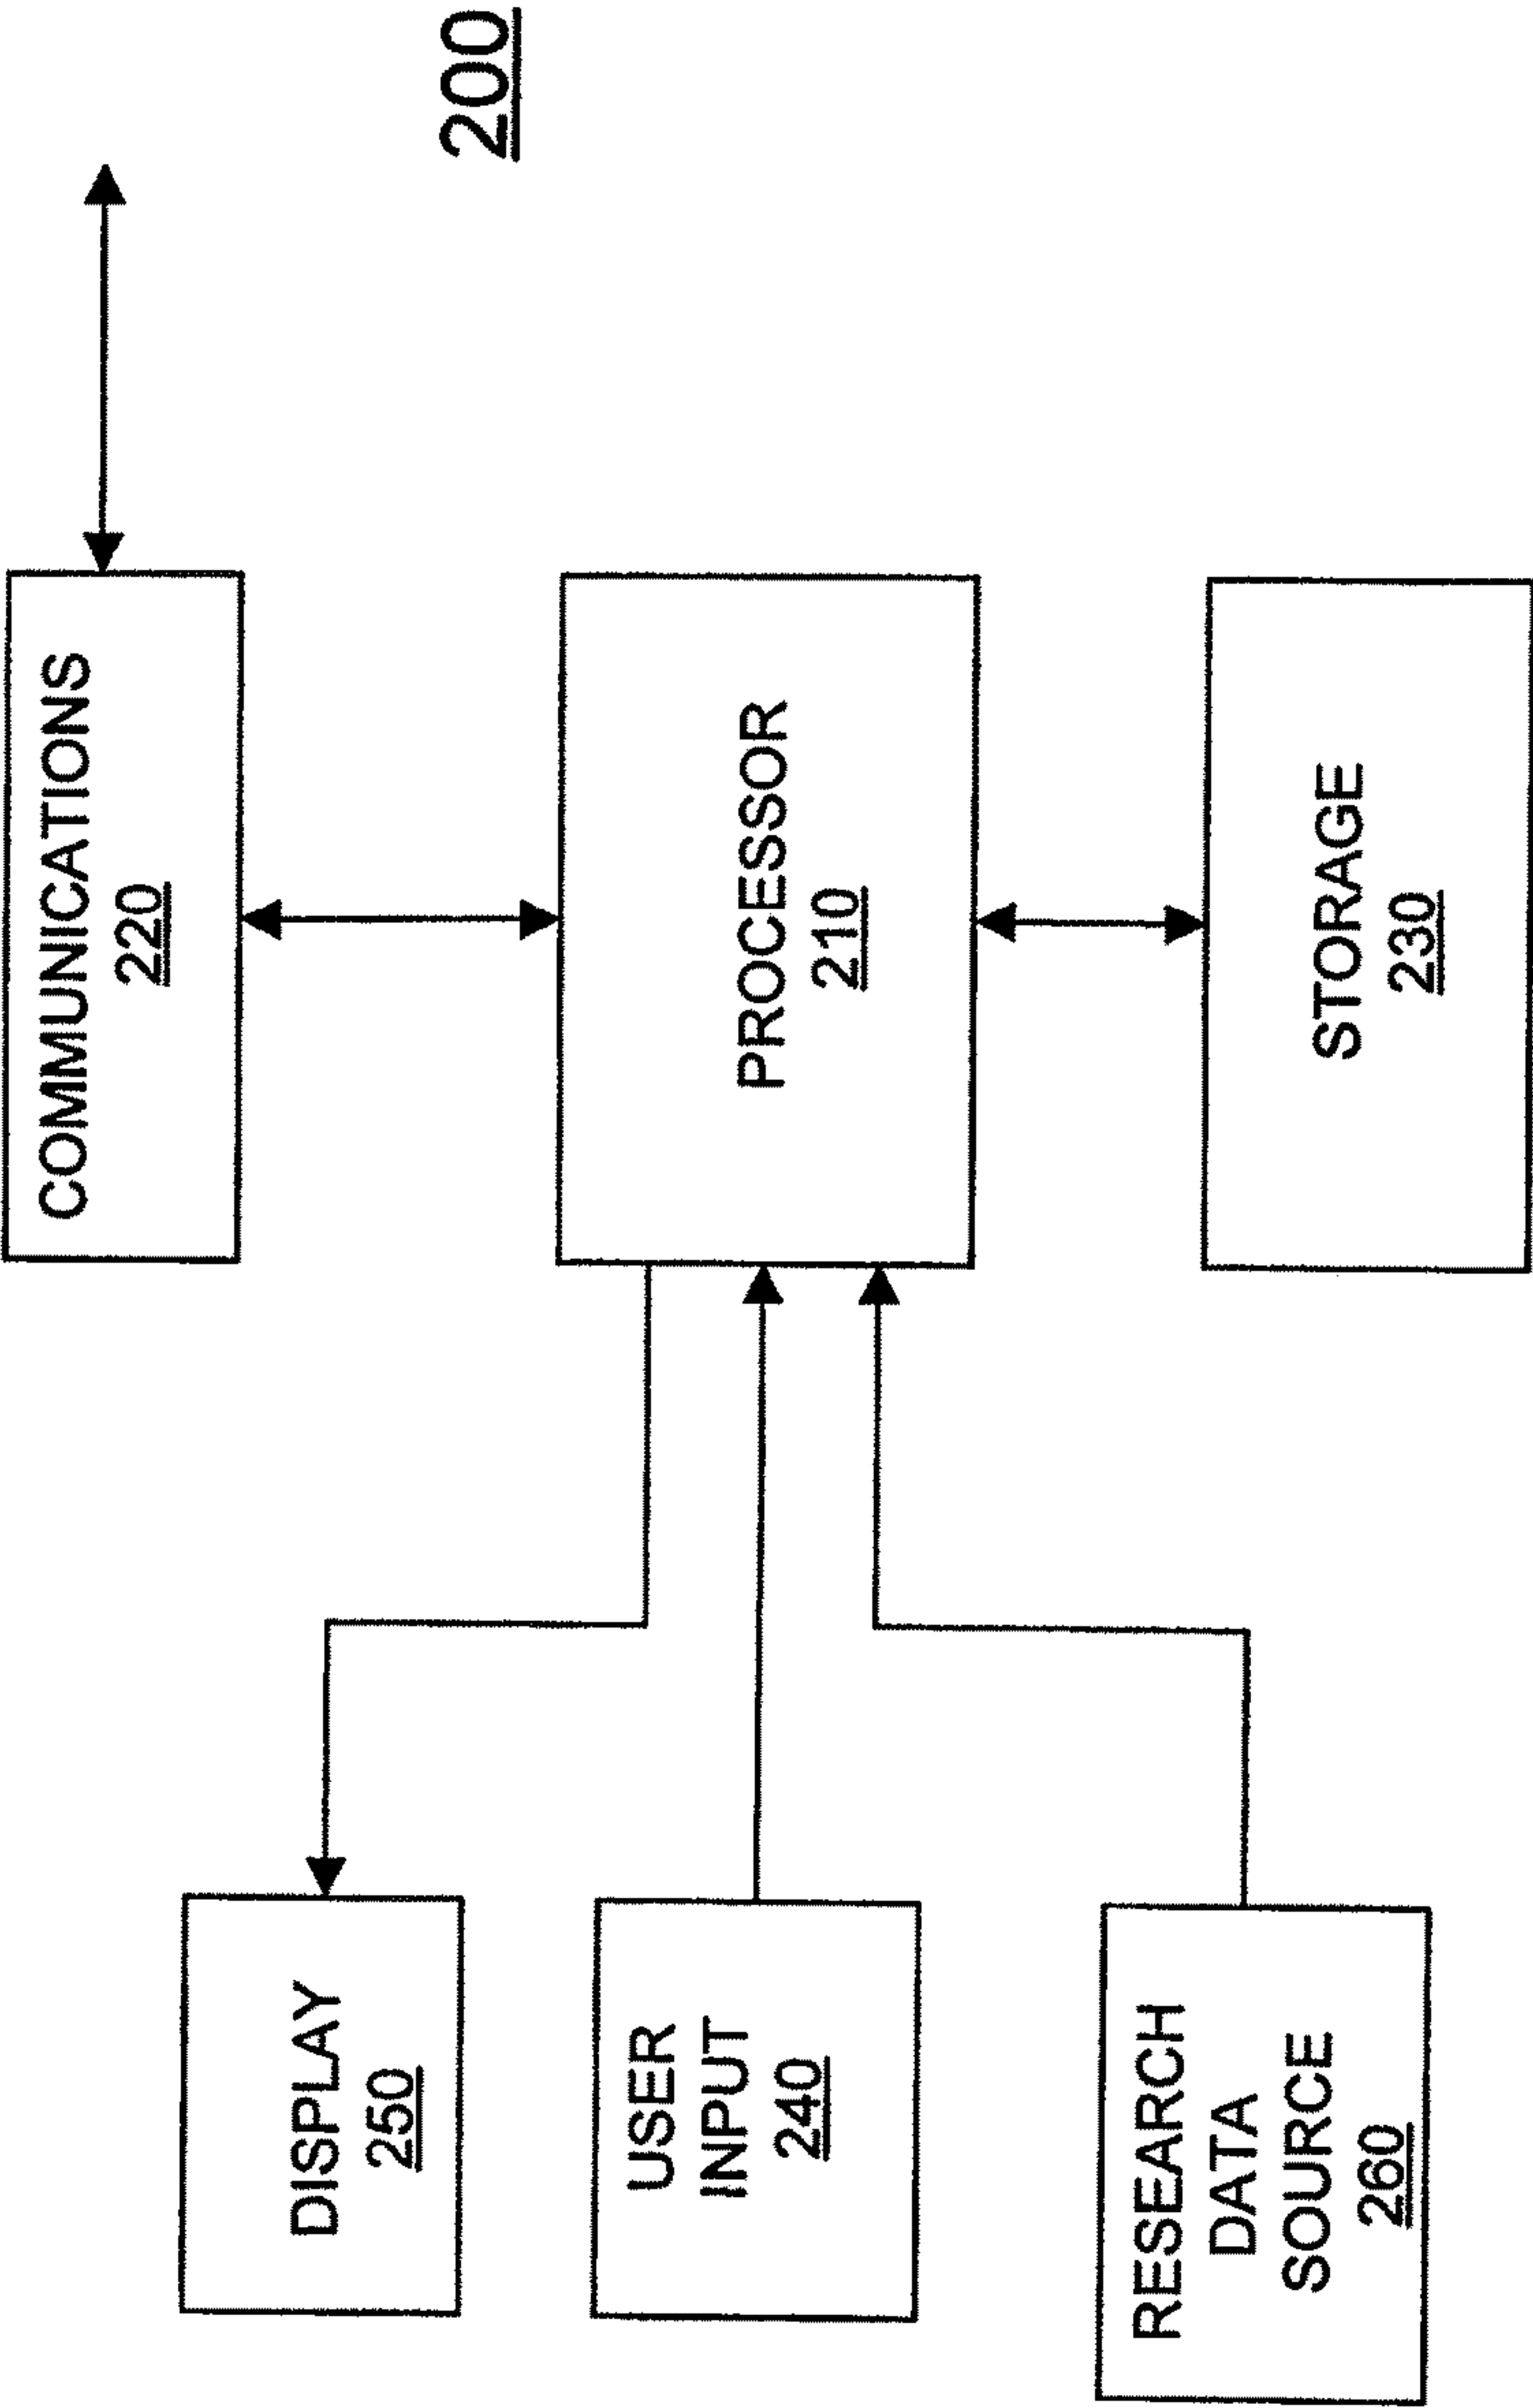 200
COMMUNICATIONS
220
PROCESSOR
210
STORAGE
230
DISPLAY
250
USER
INPUT
240
RESEARCH
DATA
SOURCE
260